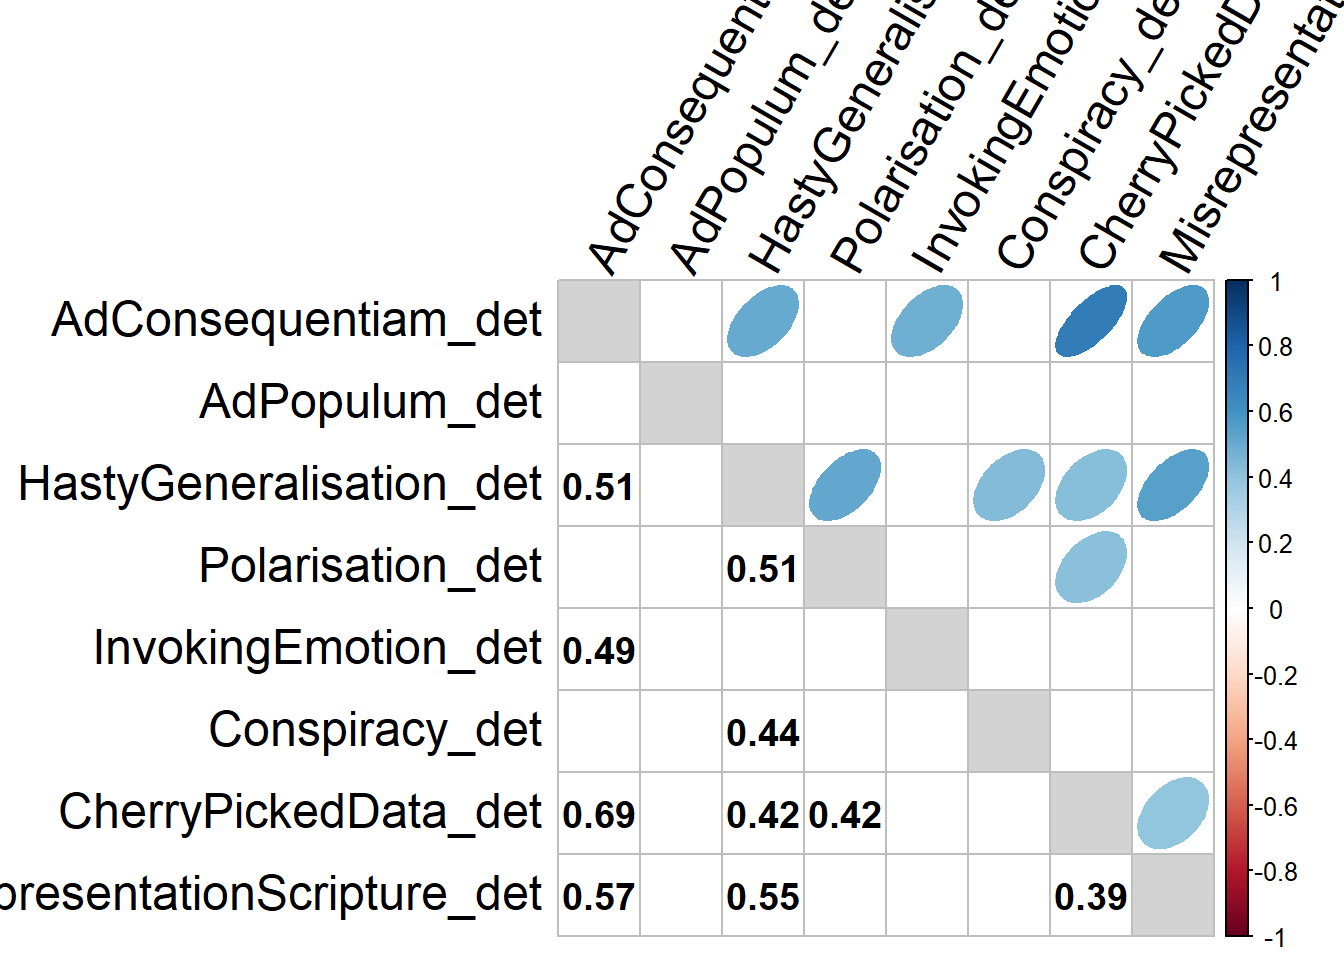 AdConsequent
AdPopulum_de
HastyGeneralis
Polarisation_de
InvokingEmotio
Conspiracy_de
CherryPickedD
Misrepresentat
AdConsequentiam_det
AdPopulum_det
HastyGeneralisation_det 0.51
Polarisation_det 0.51
InvokingEmotion_det 0.49
Conspiracy_det 0.44
CherryPickedData_det 0.69 0.42 0.42
presentationScripture_det 0.57 0.55 0.39
1
0.8
0.6
0.4
0.2
0
-0.2
-0.4
-0.6
-0.8
-1